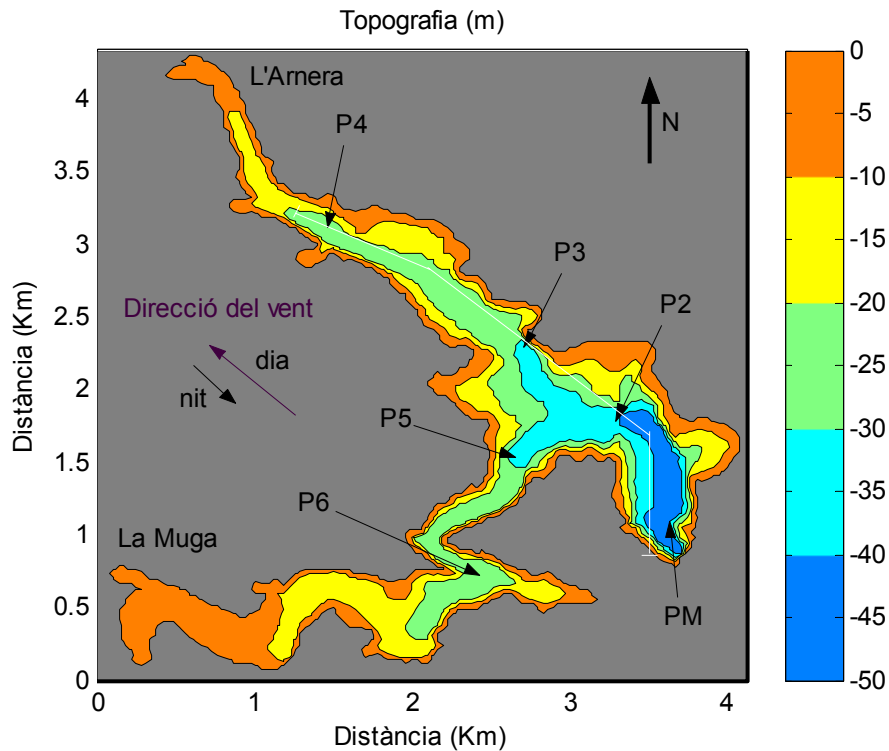 Topografia (m)
L'Arnera
P4
N
P3
Direcció del vent
P2
dia
nit
P5
P6
La Muga
PM
4
3.5
3
2.5
2
1.5
1
0.5
0
Distància (Km)
0
1
2
3
4
Distància (Km)
0
-5
-10
-15
-20
-25
-30
-35
-40
-45
-50